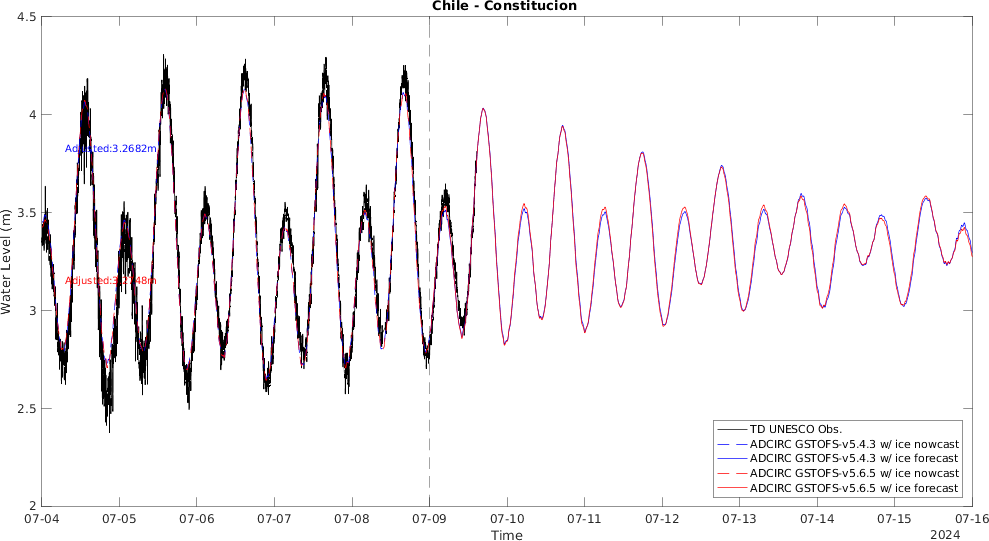 Chile - Constitucion
4.5
4
3.5
3
2.5
2
Water Level (m)
Adjusted:3.2682m
TD UNESCO Obs.
ADCIRC GSTOFS-v5.4.3 w/ ice nowcast
ADCIRC GSTOFS-v5.4.3 w/ ice forecast
ADCIRC GSTOFS-v5.6.5 w/ ice nowcast
ADCIRC GSTOFS-v5.6.5 w/ ice forecast
07-04 07-05 07-06 07-07 07-08 07-09 07-10 07-11 07-12 07-13 07-14 07-15 07-16
Time
2024